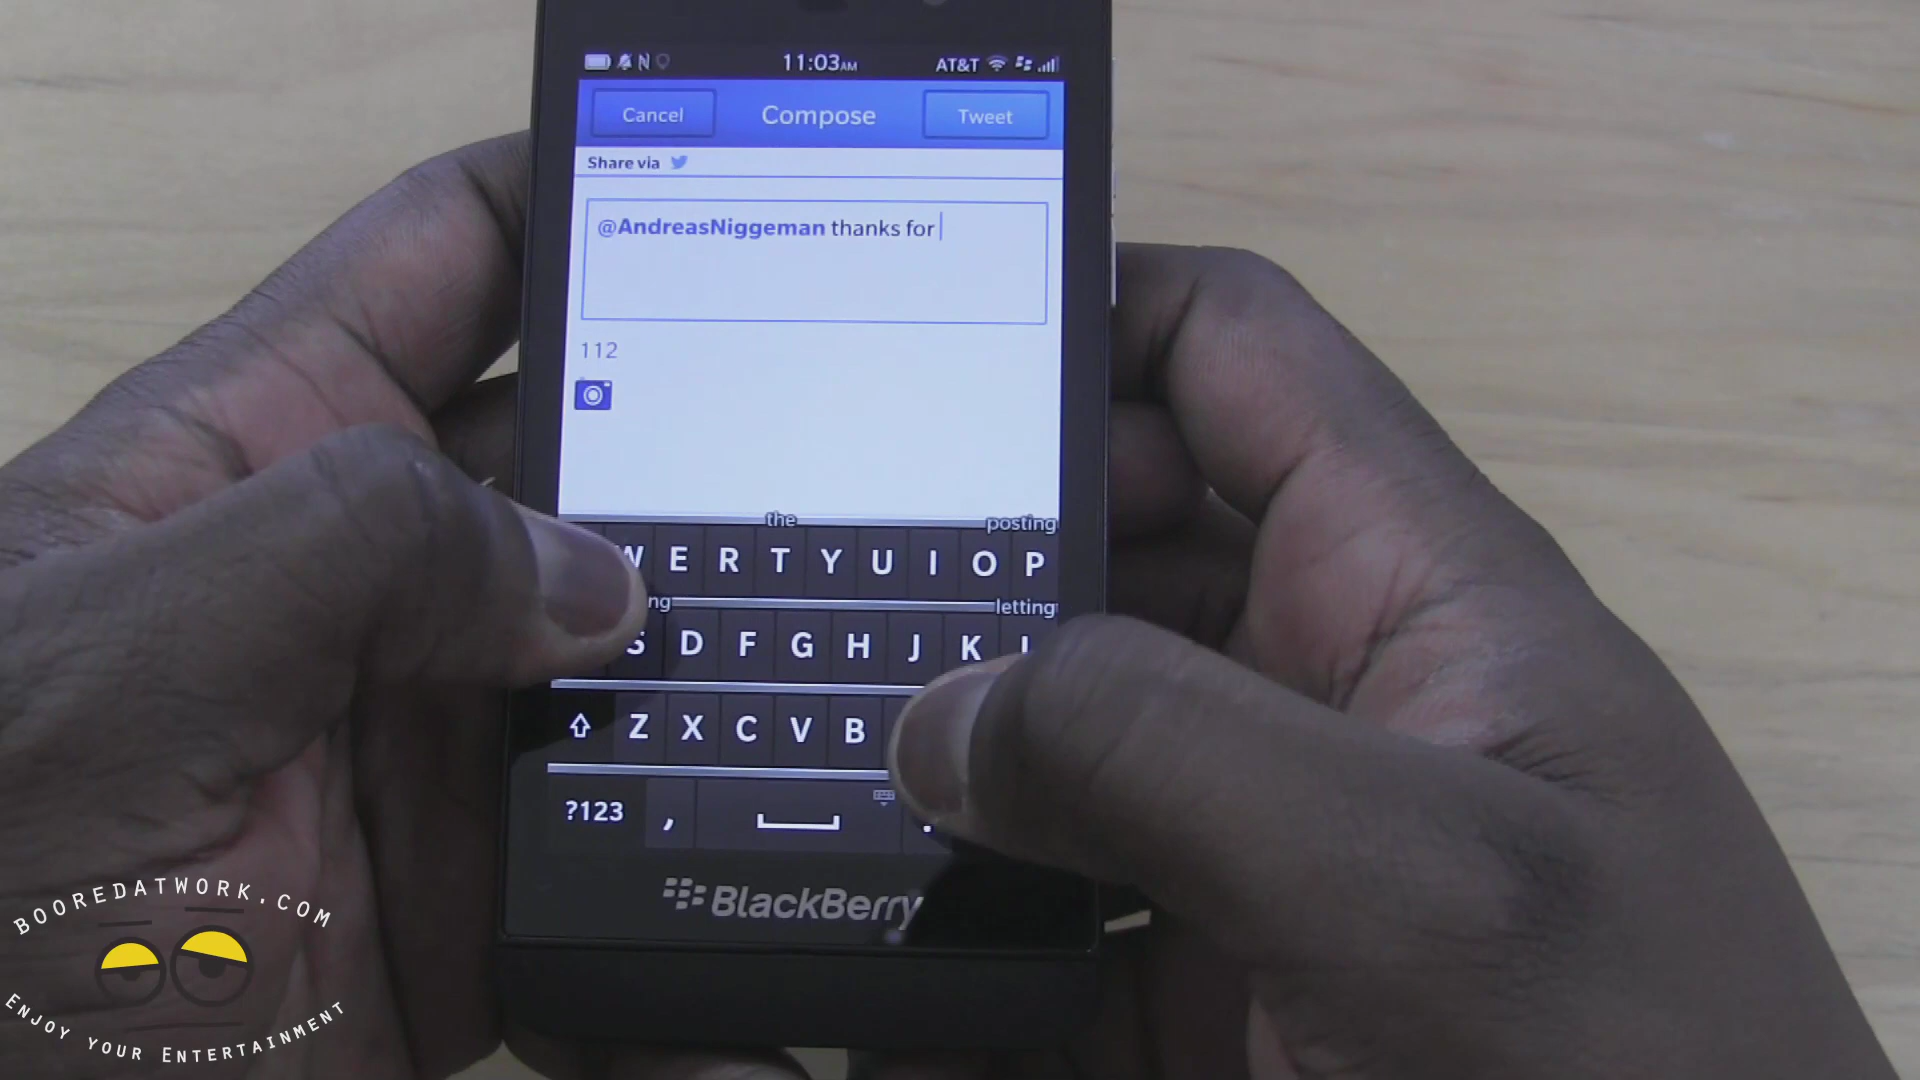 11:03AM
AT&T
Cancel
Compose
Tweet
Share via
@AndreasNiggeman thanks for
112
the
posting
W E R T Y U I O P
letting
S D F G H J K L
Z X C V B
?123 , .
BlackBerry
BOOREDATWORK.COM
ENJOY YOUR ENTERTAINMENT